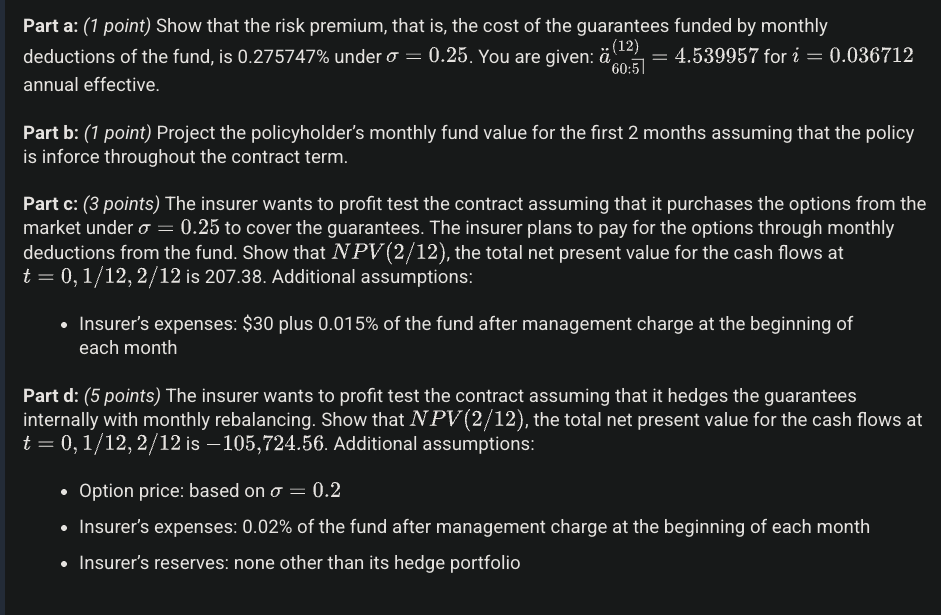 Part a: (1 point) Show that the risk premium, that is, the cost of the guarantees funded by monthly
deductions of the fund, is 0.275747% under σ = 0.25. You are given: ä^{(12)}_{60:5̅|} = 4.539957 for i = 0.036712
annual effective.
Part b: (1 point) Project the policyholder’s monthly fund value for the first 2 months assuming that the policy
is inforce throughout the contract term.
Part c: (3 points) The insurer wants to profit test the contract assuming that it purchases the options from the
market under σ = 0.25 to cover the guarantees. The insurer plans to pay for the options through monthly
deductions from the fund. Show that NPV(2/12), the total net present value for the cash flows at
t = 0, 1/12, 2/12 is 207.38. Additional assumptions:
• Insurer’s expenses: $30 plus 0.015% of the fund after management charge at the beginning of
each month
Part d: (5 points) The insurer wants to profit test the contract assuming that it hedges the guarantees
internally with monthly rebalancing. Show that NPV(2/12), the total net present value for the cash flows at
t = 0, 1/12, 2/12 is −105,724.56. Additional assumptions:
• Option price: based on σ = 0.2
• Insurer’s expenses: 0.02% of the fund after management charge at the beginning of each month
• Insurer’s reserves: none other than its hedge portfolio